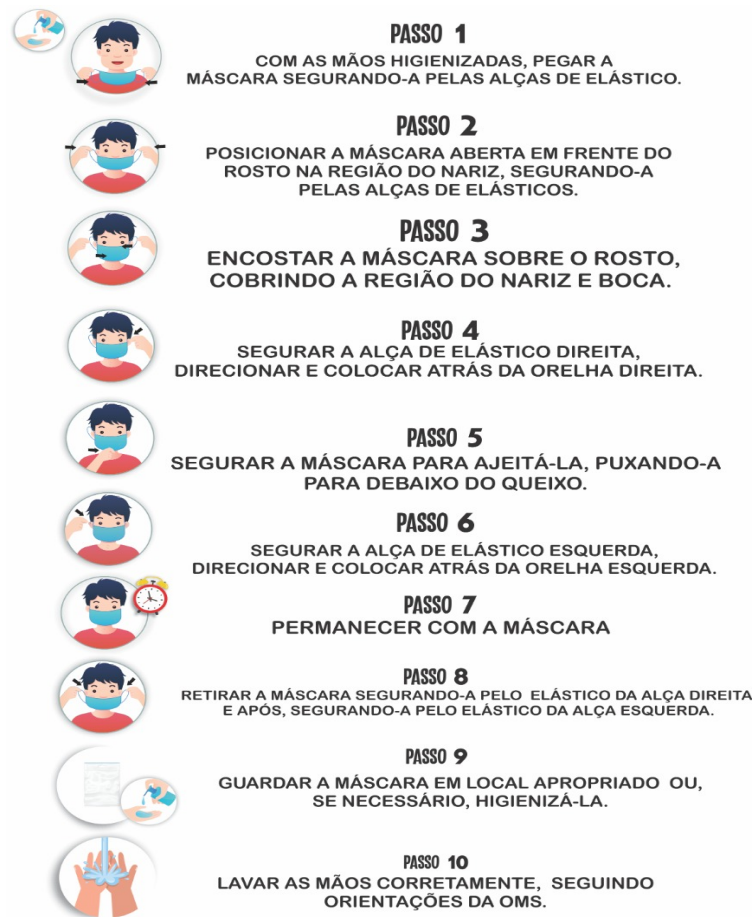 PASSO 1
COM AS MÃOS HIGIENIZADAS, PEGAR A
MÁSCARA SEGURANDO-A PELAS ALÇAS DE ELÁSTICO.
PASSO 2
POSICIONAR A MÁSCARA ABERTA EM FRENTE DO
ROSTO NA REGIÃO DO NARIZ, SEGURANDO-A
PELAS ALÇAS DE ELÁSTICOS.
PASSO 3
ENCOSTAR A MÁSCARA SOBRE O ROSTO,
COBRINDO A REGIÃO DO NARIZ E BOCA.
PASSO 4
SEGURAR A ALÇA DE ELÁSTICO DIREITA,
DIRECIONAR E COLOCAR ATRÁS DA ORELHA DIREITA.
PASSO 5
SEGURAR A MÁSCARA PARA AJEITÁ-LA, PUXANDO-A
PARA DEBAIXO DO QUEIXO.
PASSO 6
SEGURAR A ALÇA DE ELÁSTICO ESQUERDA,
DIRECIONAR E COLOCAR ATRÁS DA ORELHA ESQUERDA.
PASSO 7
PERMANECER COM A MÁSCARA
PASSO 8
RETIRAR A MÁSCARA SEGURANDO-A PELO ELÁSTICO DA ALÇA DIREITA
E APÓS, SEGURANDO-A PELO ELÁSTICO DA ALÇA ESQUERDA.
PASSO 9
GUARDAR A MÁSCARA EM LOCAL APROPRIADO OU,
SE NECESSÁRIO, HIGIENIZÁ-LA.
PASSO 10
LAVAR AS MÃOS CORRETAMENTE, SEGUINDO
ORIENTAÇÕES DA OMS.